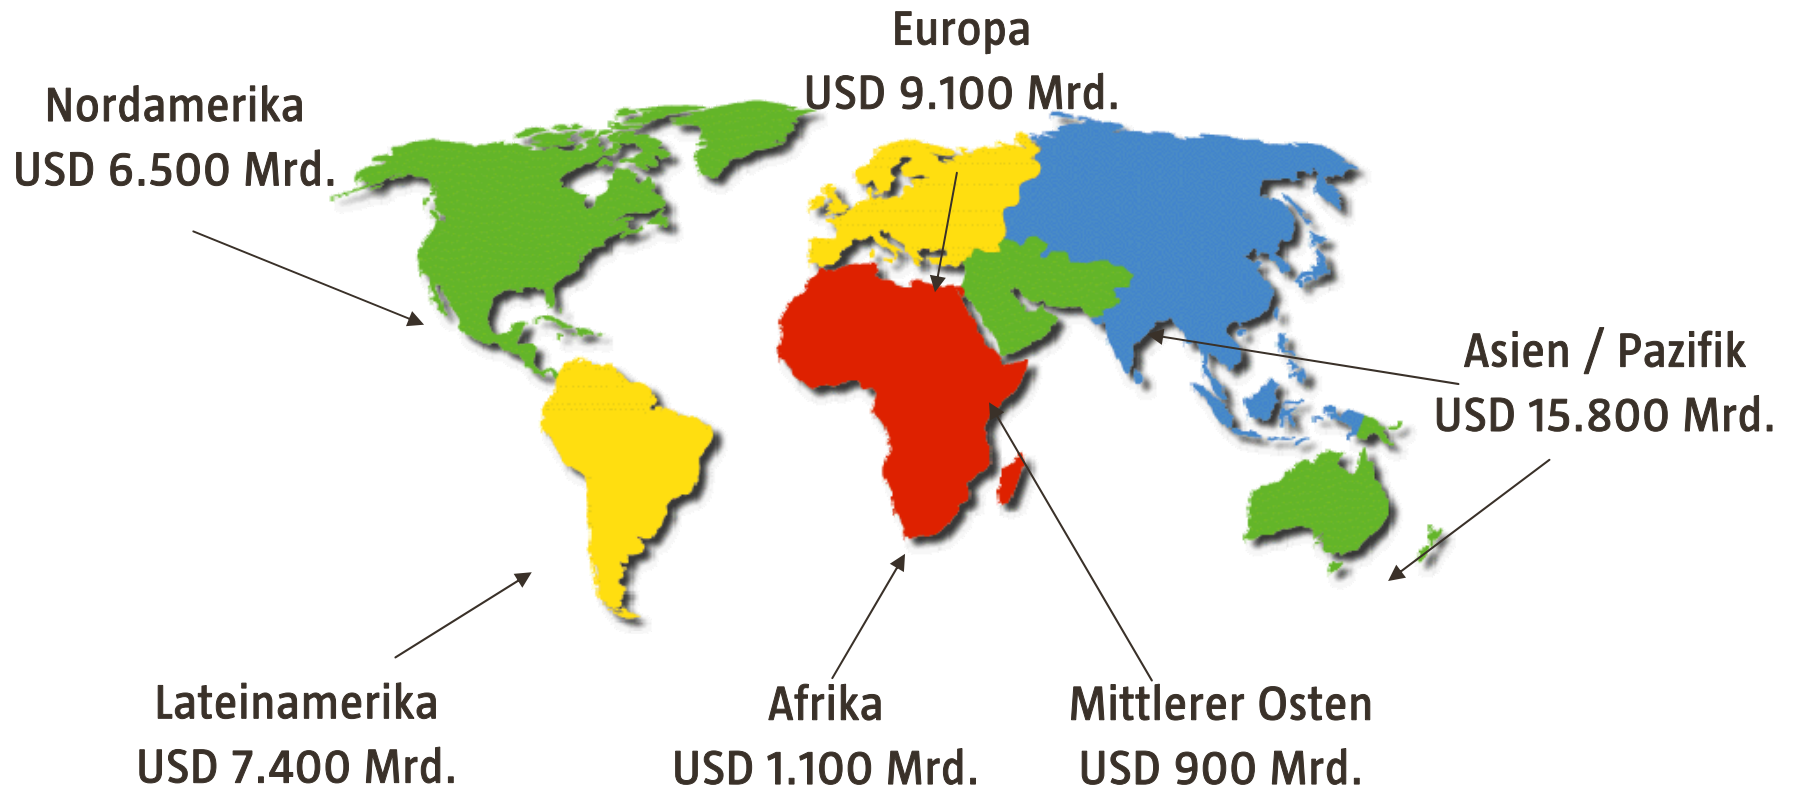 Europa
USD 9.100 Mrd.
Nordamerika
USD 6.500 Mrd.
Asien / Pazifik
USD 15.800 Mrd.
Lateinamerika
USD 7.400 Mrd.
Afrika
USD 1.100 Mrd.
Mittlerer Osten
USD 900 Mrd.